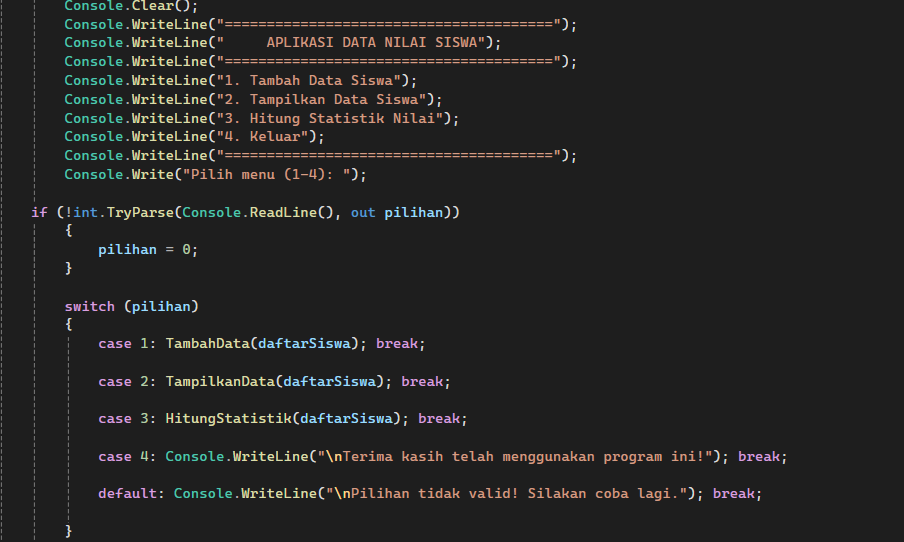 Console.Clear();
Console.WriteLine("=======================================");
Console.WriteLine("     APLIKASI DATA NILAI SISWA");
Console.WriteLine("=======================================");
Console.WriteLine("1. Tambah Data Siswa");
Console.WriteLine("2. Tampilkan Data Siswa");
Console.WriteLine("3. Hitung Statistik Nilai");
Console.WriteLine("4. Keluar");
Console.WriteLine("=======================================");
Console.Write("Pilih menu (1-4): ");
if (!int.TryParse(Console.ReadLine(), out pilihan))
{
pilihan = 0;
}
switch (pilihan)
{
case 1: TambahData(daftarSiswa); break;
case 2: TampilkanData(daftarSiswa); break;
case 3: HitungStatistik(daftarSiswa); break;
case 4: Console.WriteLine("\nTerima kasih telah menggunakan program ini!"); break;
default: Console.WriteLine("\nPilihan tidak valid! Silakan coba lagi."); break;
}